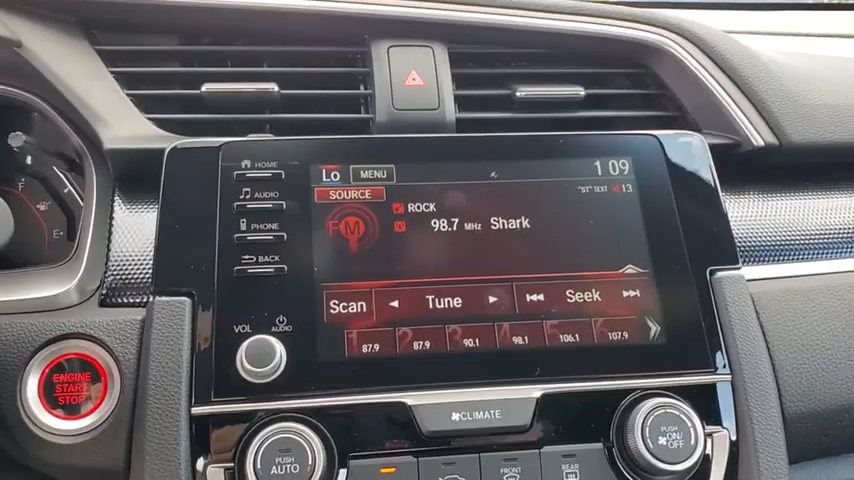 HOME
AUDIO
PHONE
BACK
VOL
AUDIO
Lo MENU 1 09
SOURCE "ST" TEXT 13
ROCK
FM 98.7 MHz Shark
Scan Tune Seek
1 87.9 2 87.9 3 90.1 4 98.1 5 106.1 6 107.9
F
E
ENGINE
START
STOP
CLIMATE
PUSH
AUTO
PUSH
ON/
OFF
FRONT
REAR